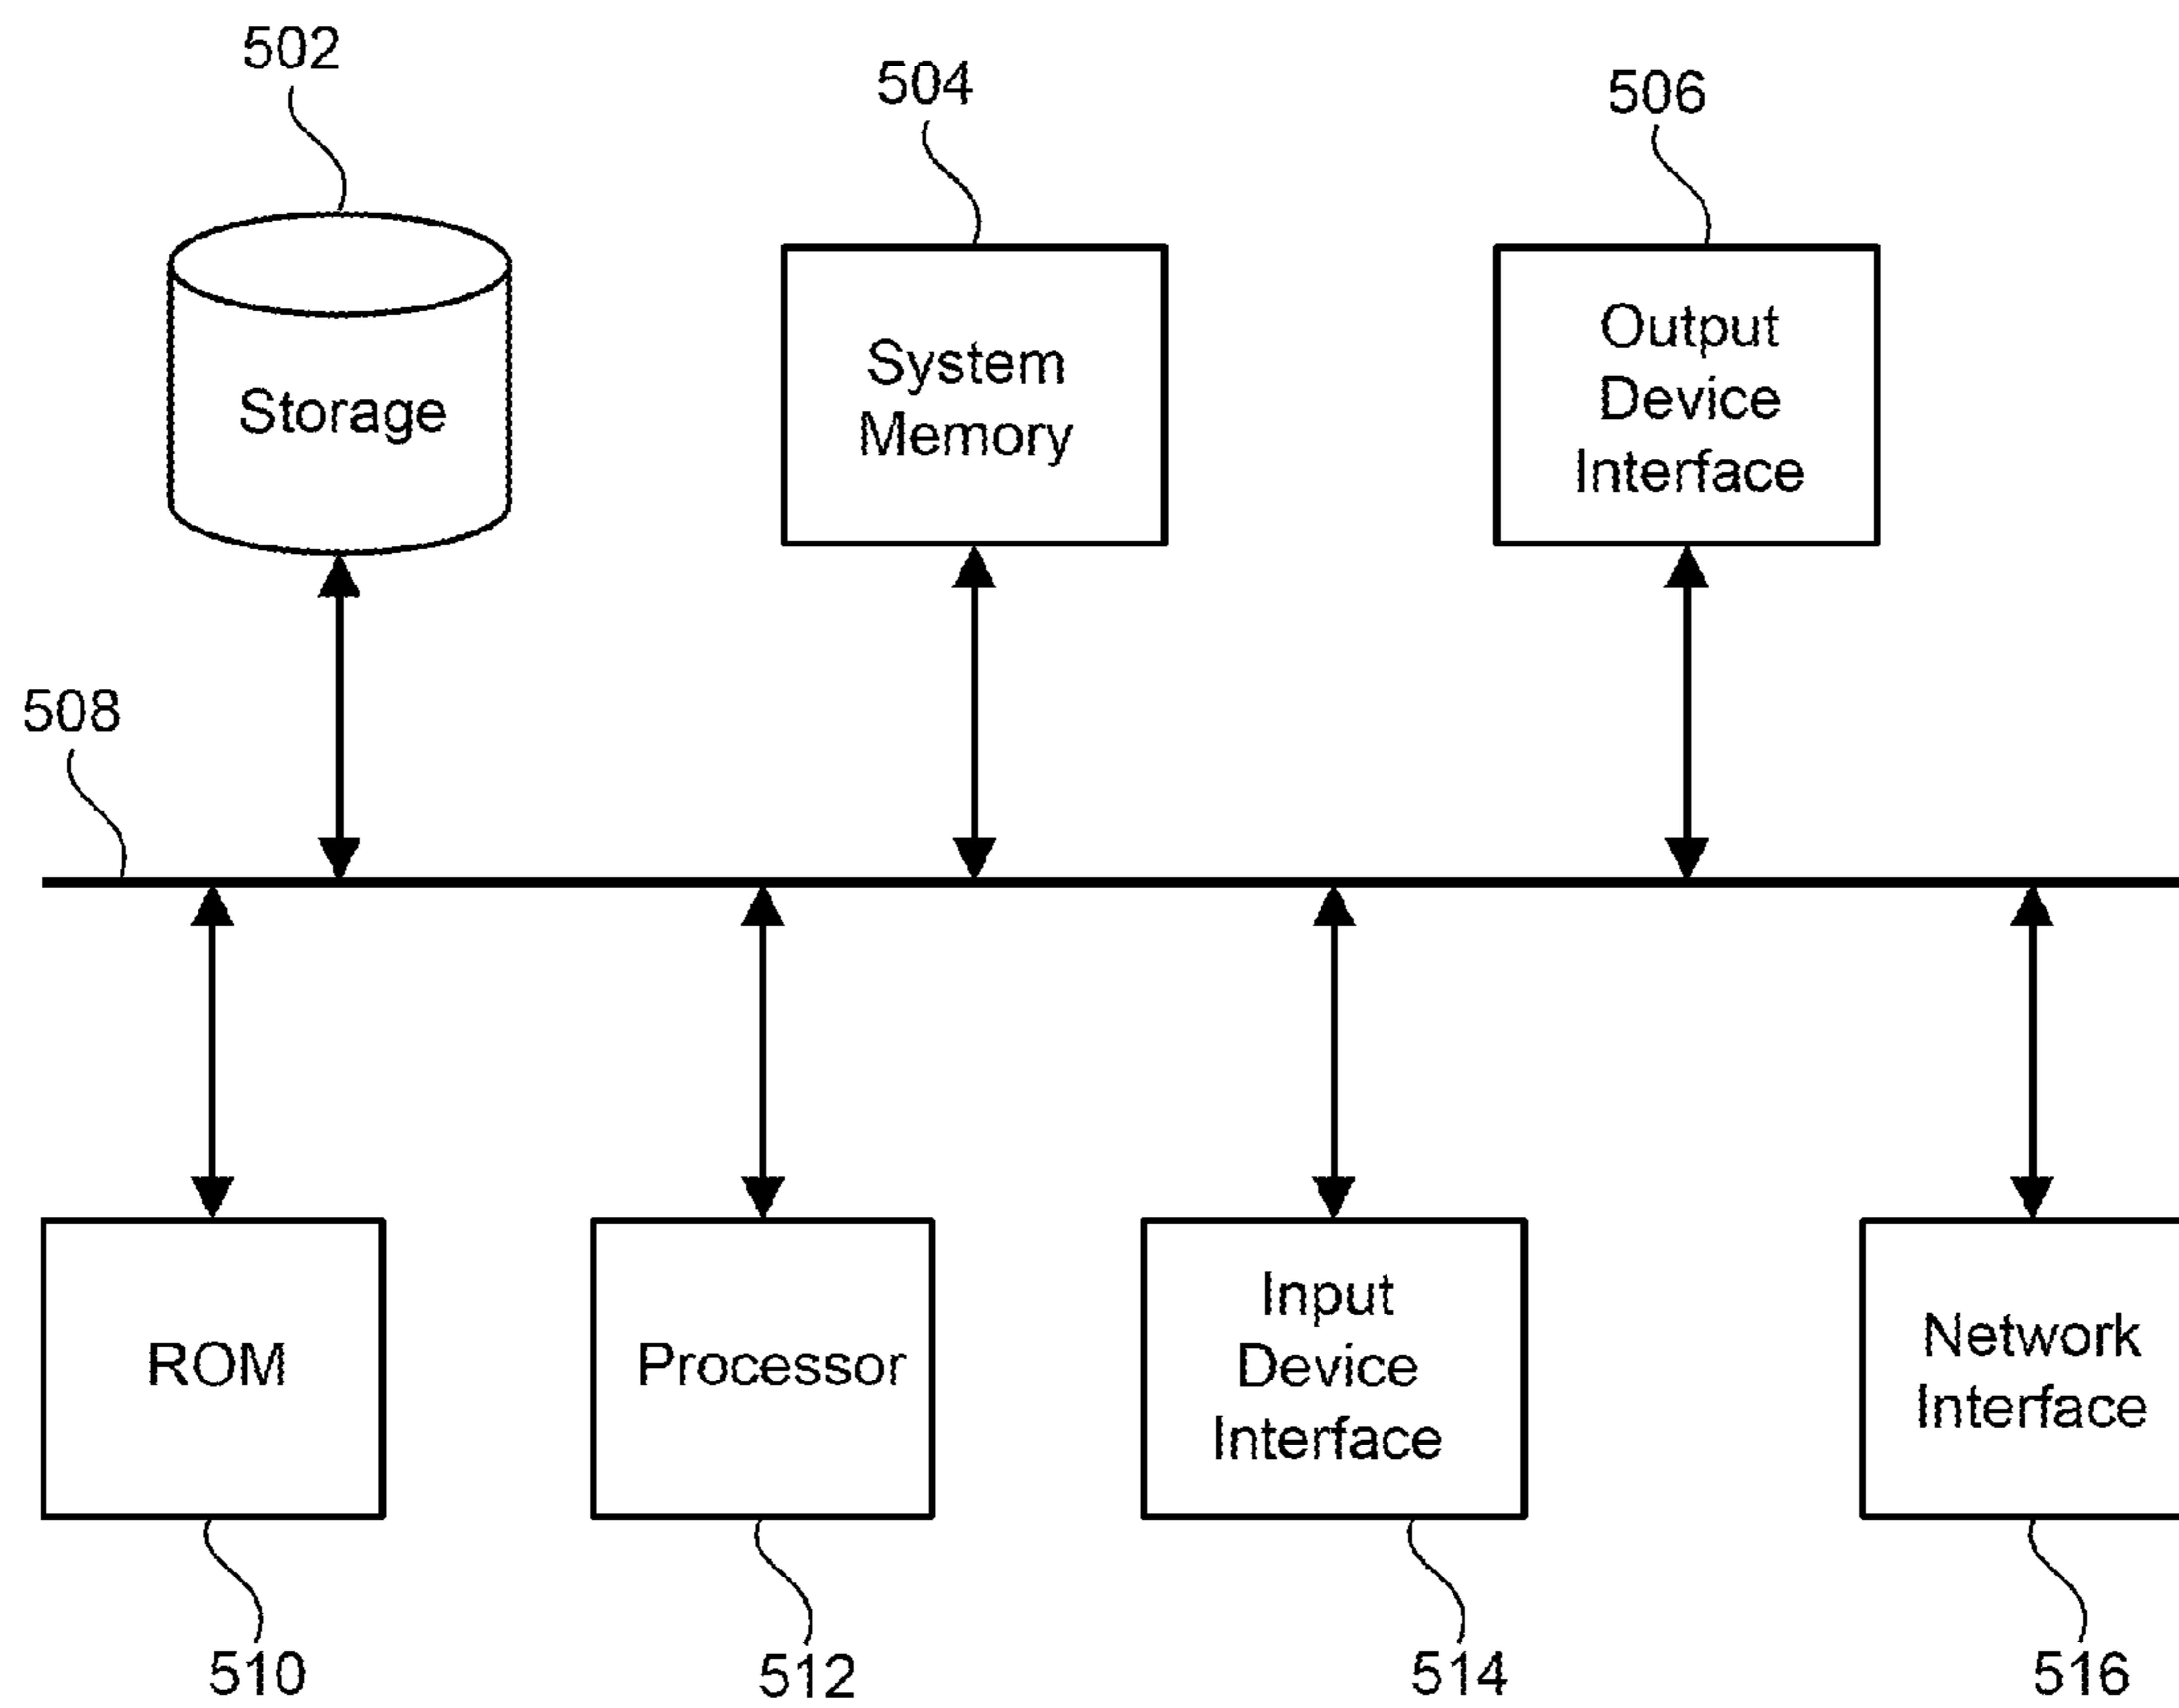 502
504
506
Storage
System
Memory
Output
Device
Interface
508
ROM
Processor
Input
Device
Interface
Network
Interface
510
512
514
516